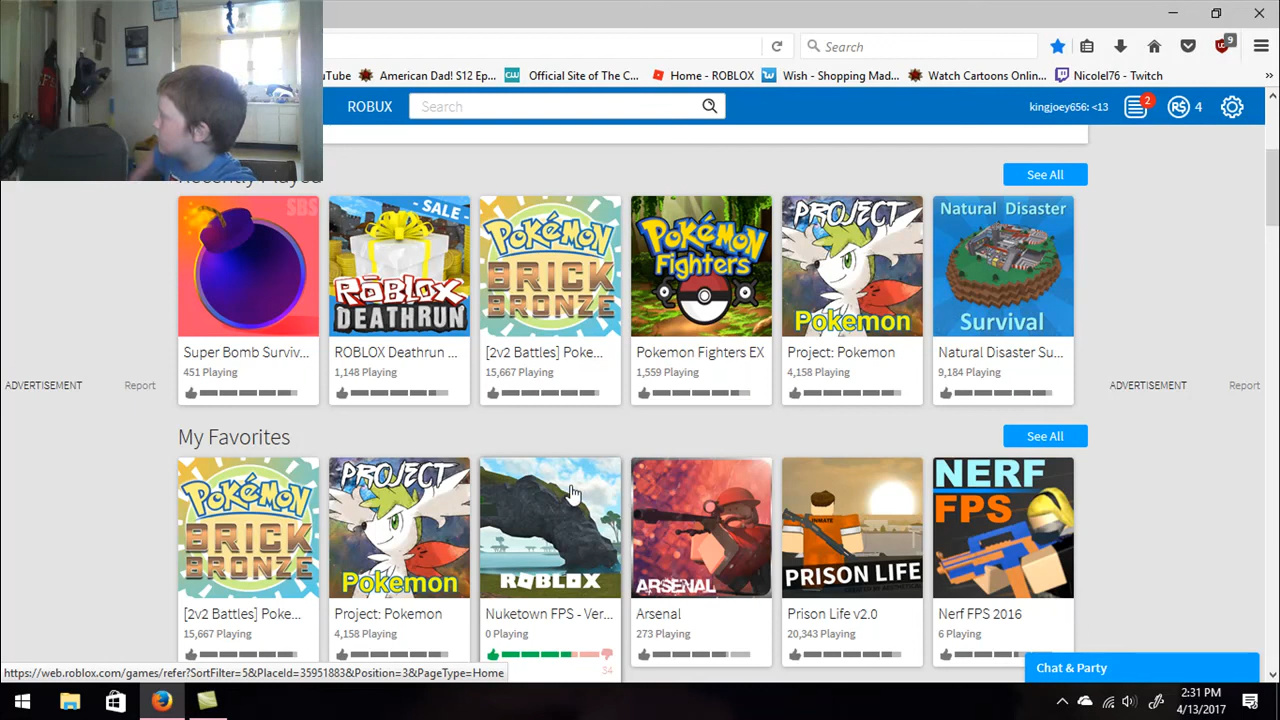 Search
9
uTube
American Dad! S12 Ep...
Official Site of The C...
Home - ROBLOX
Wish - Shopping Mad...
Watch Cartoons Onlin...
Nicolel76 - Twitch
»
ROBUX
Search
kingjoey656: <13
2
R$ 4
Recently Played
See All
SBS
Super Bomb Surviv...
451 Playing
- SALE -
ROBLOX
DEATHRUN
ROBLOX Deathrun ...
1,148 Playing
POKéMON
BRICK
BRONZE
[2v2 Battles] Poke...
15,667 Playing
POKéMON
Fighters
Pokemon Fighters EX
1,559 Playing
PROJECT:
Pokemon
Project: Pokemon
4,158 Playing
Natural Disaster
Survival
Natural Disaster Su...
9,184 Playing
ADVERTISEMENT
Report
ADVERTISEMENT
Report
My Favorites
See All
POKéMON
BRICK
BRONZE
[2v2 Battles] Poke...
15,667 Playing
PROJECT:
Pokemon
Project: Pokemon
4,158 Playing
ROBLOX
Nuketown FPS - Ver...
0 Playing
54
ARSENAL
Arsenal
273 Playing
INMATE
PRISON LIFE
Prison Life v2.0
20,343 Playing
NERF
FPS
Nerf FPS 2016
6 Playing
https://web.roblox.com/games/refer?SortFilter=5&PlaceId=35951883&Position=3&PageType=Home
Chat & Party
2:31 PM
4/13/2017